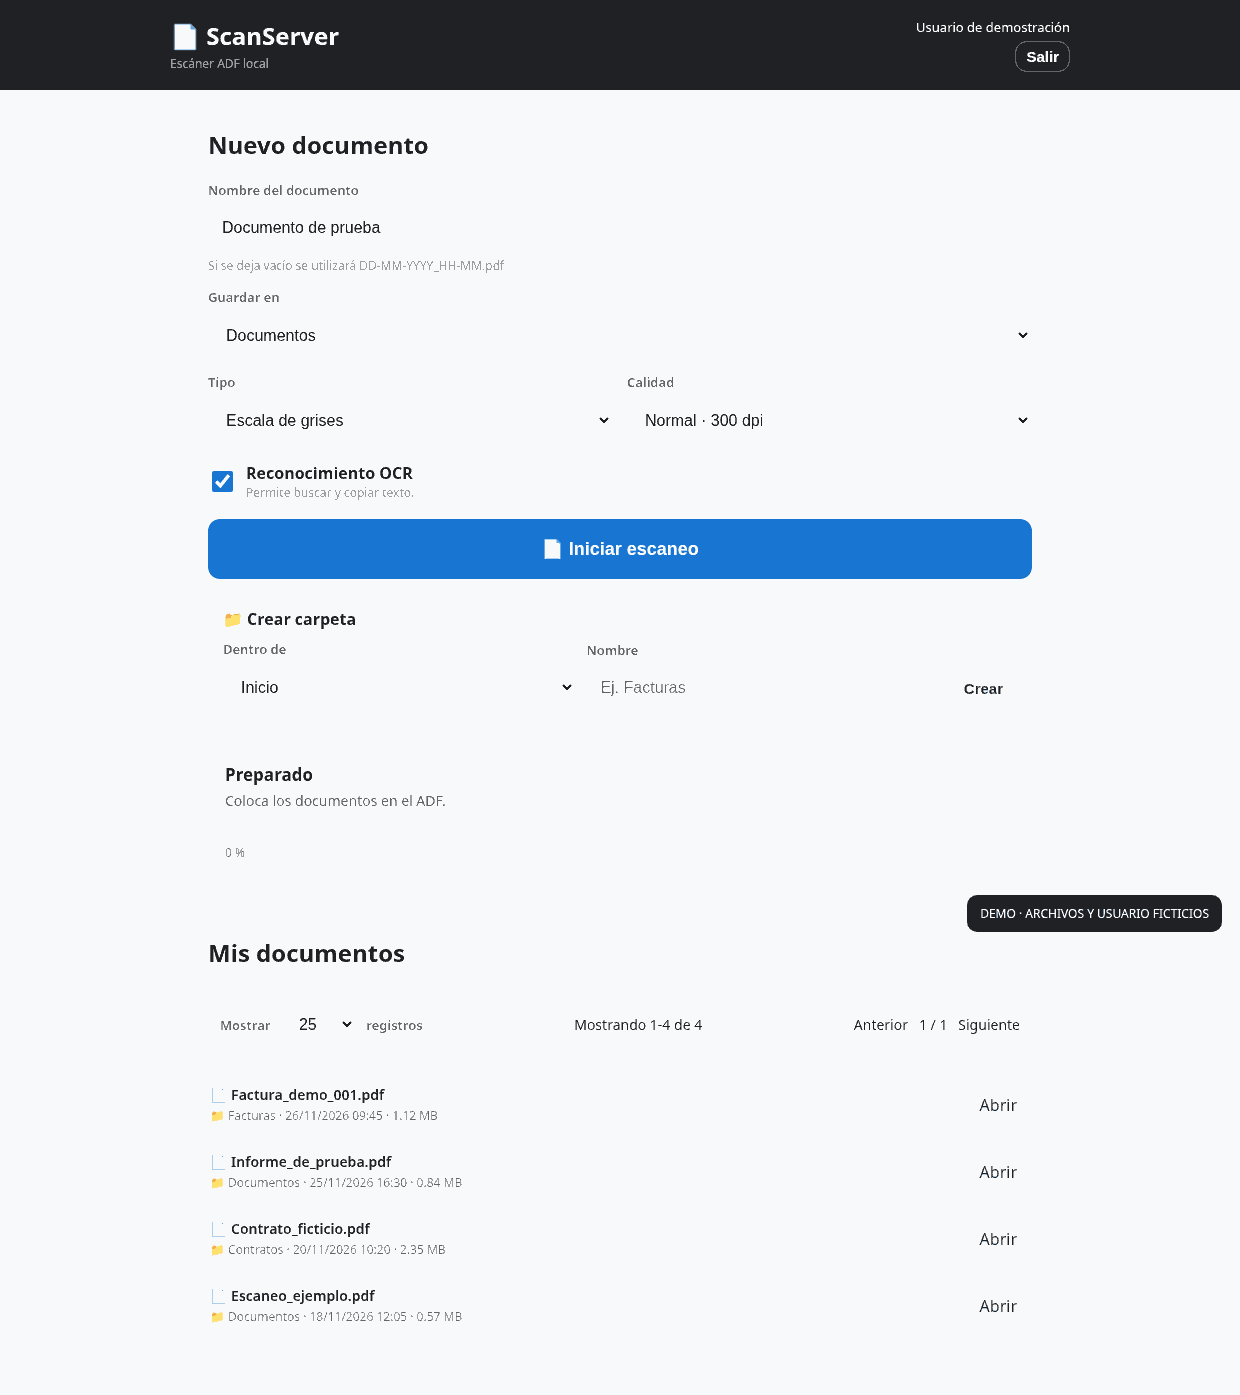 ScanServer
Escáner ADF local
Usuario de demostración
Salir
Nuevo documento
Nombre del documento
Documento de prueba
Si se deja vacío se utilizará DD-MM-YYYY_HH-MM.pdf
Guardar en
Documentos
Tipo
Calidad
Escala de grises
Normal · 300 dpi
Reconocimiento OCR
Permite buscar y copiar texto.
Iniciar escaneo
Crear carpeta
Dentro de
Nombre
Inicio
Ej. Facturas
Crear
Preparado
Coloca los documentos en el ADF.
0 %
DEMO · ARCHIVOS Y USUARIO FICTICIOS
Mis documentos
Mostrar 25 registros
Mostrando 1-4 de 4
Anterior 1 / 1 Siguiente
Factura_demo_001.pdf
Facturas · 26/11/2026 09:45 · 1.12 MB
Abrir
Informe_de_prueba.pdf
Documentos · 25/11/2026 16:30 · 0.84 MB
Abrir
Contrato_ficticio.pdf
Contratos · 20/11/2026 10:20 · 2.35 MB
Abrir
Escaneo_ejemplo.pdf
Documentos · 18/11/2026 12:05 · 0.57 MB
Abrir